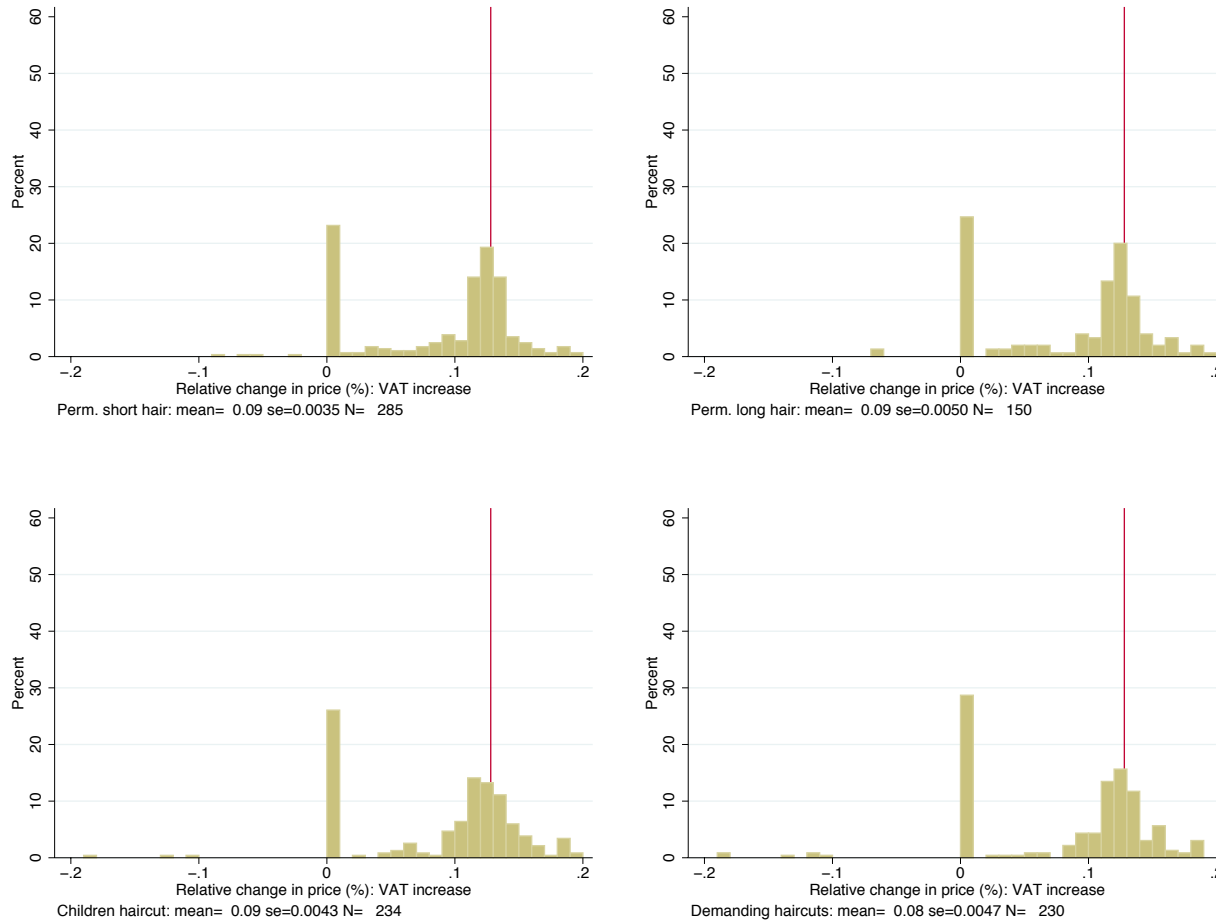 60
50
40
30
20
10
0
Percent
-.2 -.1 0 .1 .2
Relative change in price (%): VAT increase
Perm. short hair: mean= 0.09 se=0.0035 N= 285
60
50
40
30
20
10
0
Percent
-.2 -.1 0 .1 .2
Relative change in price (%): VAT increase
Perm. long hair: mean= 0.09 se=0.0050 N= 150
60
50
40
30
20
10
0
Percent
-.2 -.1 0 .1 .2
Relative change in price (%): VAT increase
Children haircut: mean= 0.09 se=0.0043 N= 234
60
50
40
30
20
10
0
Percent
-.2 -.1 0 .1 .2
Relative change in price (%): VAT increase
Demanding haircuts: mean= 0.08 se=0.0047 N= 230